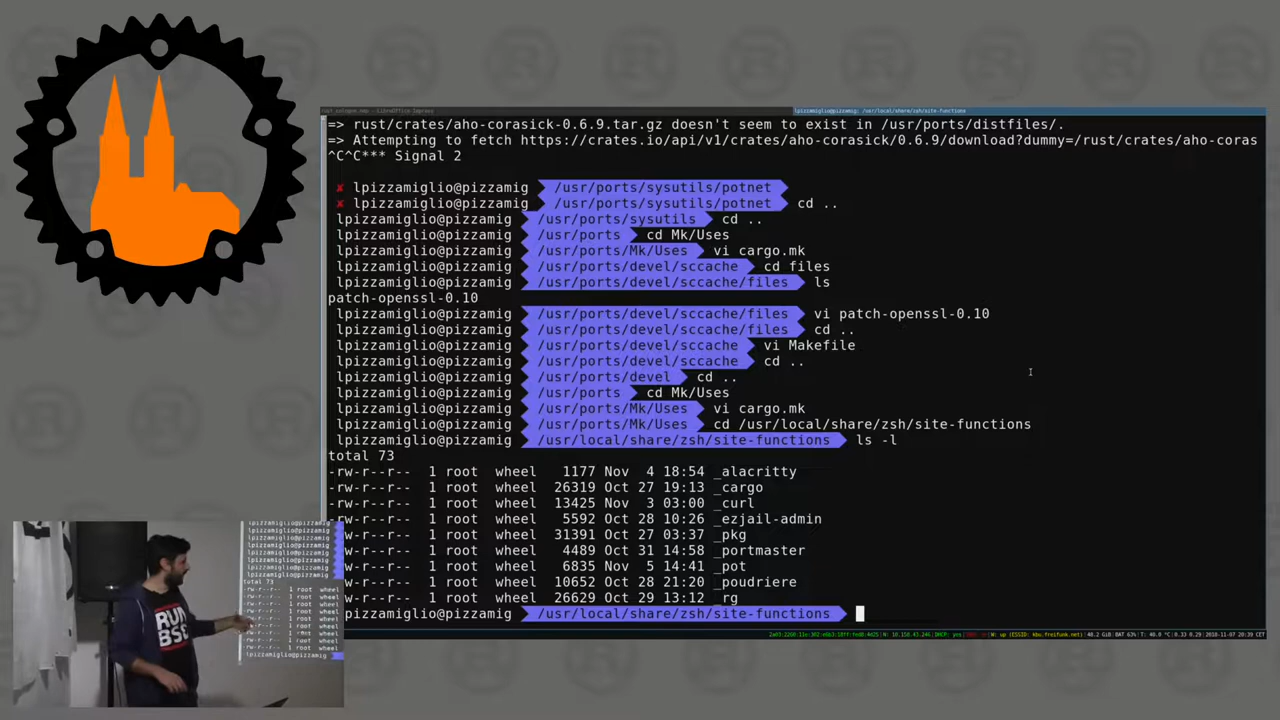 lpizzamiglio@pizzamig: /usr/local/share/zsh/site-functions
=> rust/crates/aho-corasick-0.6.9.tar.gz doesn't seem to exist in /usr/ports/distfiles/.
=> Attempting to fetch https://crates.io/api/v1/crates/aho-corasick/0.6.9/download?dummy=/rust/crates/aho-coras
^C^C*** Signal 2
✘ lpizzamiglio@pizzamig /usr/ports/sysutils/potnet
✘ lpizzamiglio@pizzamig /usr/ports/sysutils/potnet cd ..
lpizzamiglio@pizzamig /usr/ports/sysutils cd ..
lpizzamiglio@pizzamig /usr/ports cd Mk/Uses
lpizzamiglio@pizzamig /usr/ports/Mk/Uses vi cargo.mk
lpizzamiglio@pizzamig /usr/ports/devel/sccache cd files
lpizzamiglio@pizzamig /usr/ports/devel/sccache/files ls
patch-openssl-0.10
lpizzamiglio@pizzamig /usr/ports/devel/sccache/files vi patch-openssl-0.10
lpizzamiglio@pizzamig /usr/ports/devel/sccache/files cd ..
lpizzamiglio@pizzamig /usr/ports/devel/sccache vi Makefile
lpizzamiglio@pizzamig /usr/ports/devel/sccache cd ..
lpizzamiglio@pizzamig /usr/ports/devel cd ..
lpizzamiglio@pizzamig /usr/ports cd Mk/Uses
lpizzamiglio@pizzamig /usr/ports/Mk/Uses vi cargo.mk
lpizzamiglio@pizzamig /usr/ports/Mk/Uses cd /usr/local/share/zsh/site-functions
lpizzamiglio@pizzamig /usr/local/share/zsh/site-functions ls -l
total 73
-rw-r--r-- 1 root wheel 1177 Nov 4 18:54 _alacritty
-rw-r--r-- 1 root wheel 26319 Oct 27 19:13 _cargo
-rw-r--r-- 1 root wheel 13425 Nov 3 03:00 _curl
-rw-r--r-- 1 root wheel 5592 Oct 28 10:26 _ezjail-admin
rw-r--r-- 1 root wheel 31391 Oct 27 03:37 _pkg
rw-r--r-- 1 root wheel 4489 Oct 31 14:58 _portmaster
rw-r--r-- 1 root wheel 6835 Nov 5 14:41 _pot
rw-r--r-- 1 root wheel 10652 Oct 28 21:20 _poudriere
rw-r--r-- 1 root wheel 26629 Oct 29 13:12 _rg
pizzamiglio@pizzamig /usr/local/share/zsh/site-functions
RUN
BSD